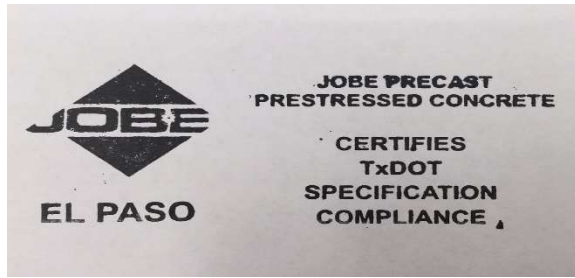 JOBE
EL PASO
JOBE PRECAST
PRESTRESSED CONCRETE
CERTIFIES
TxDOT
SPECIFICATION
COMPLIANCE